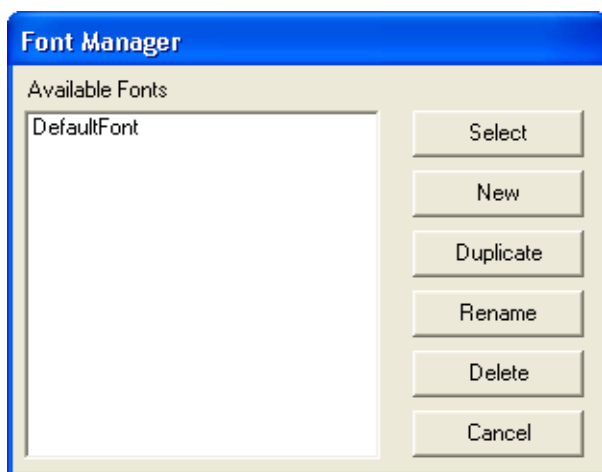 Font Manager
Available Fonts
DefaultFont
Select
New
Duplicate
Rename
Delete
Cancel